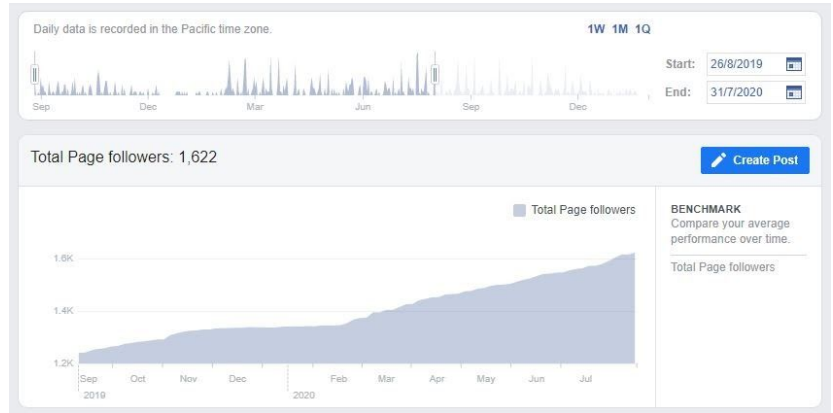 Daily data is recorded in the Pacific time zone.
1W 1M 1Q
Start: 26/8/2019
End: 31/7/2020
Sep Dec Mar Jun Sep Dec
Total Page followers: 1,622
Create Post
Total Page followers
BENCHMARK
Compare your average
performance over time.
Total Page followers
1.6K
1.4K
1.2K
Sep Oct Nov Dec Feb Mar Apr May Jun Jul
2019 2020